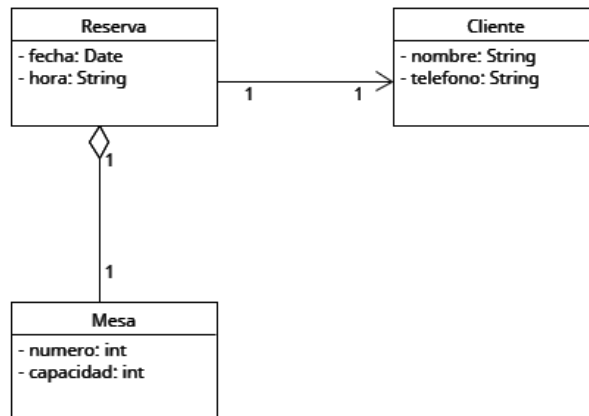 Reserva
- fecha: Date
- hora: String
Cliente
- nombre: String
- telefono: String
1
1
1
1
Mesa
- numero: int
- capacidad: int